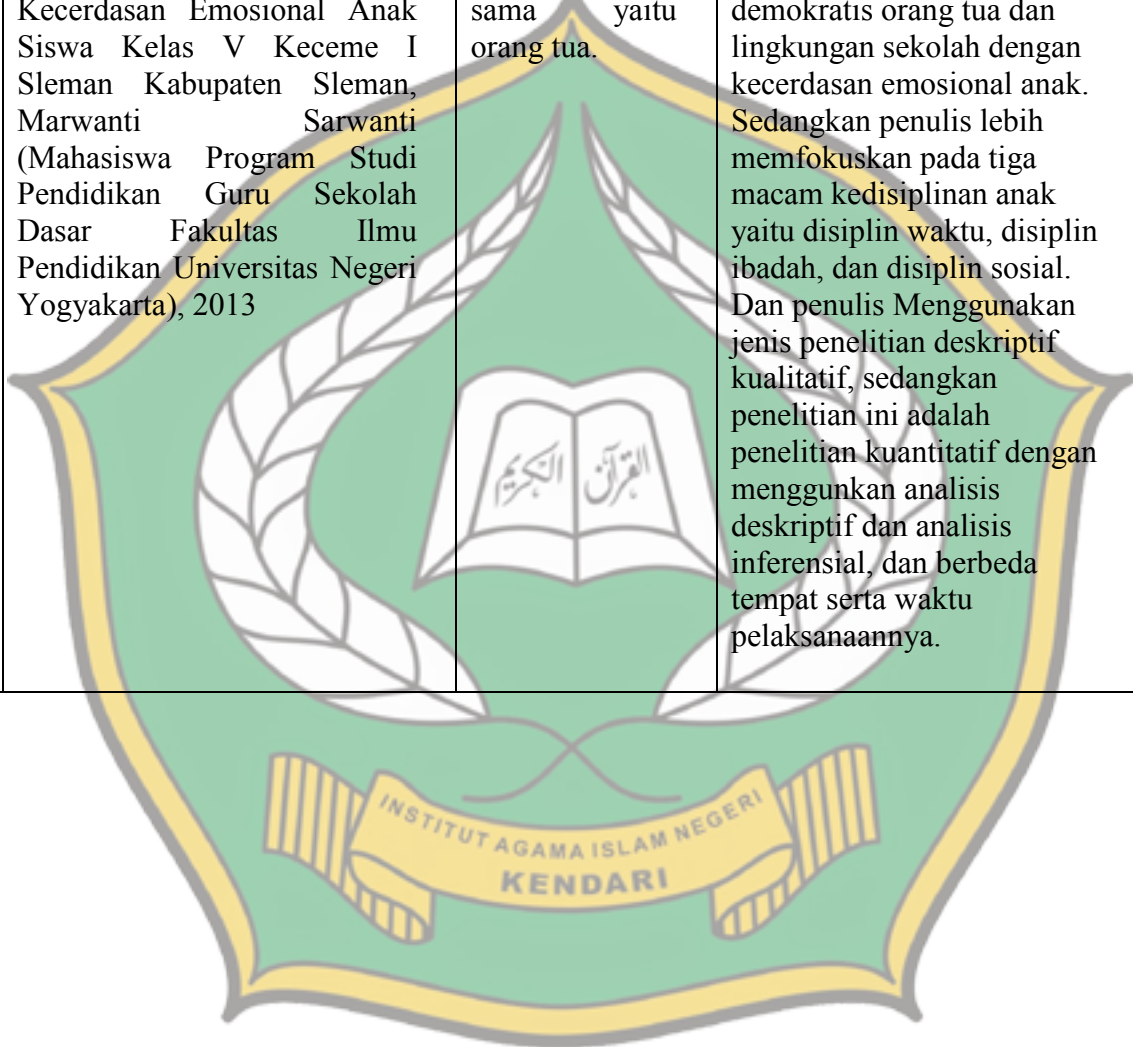 Kecerdasan Emosional Anak
Siswa Kelas V Keceme I
Sleman Kabupaten Sleman,
Marwanti Sarwanti
(Mahasiswa Program Studi
Pendidikan Guru Sekolah
Dasar Fakultas Ilmu
Pendidikan Universitas Negeri
Yogyakarta), 2013
sama yaitu
orang tua.
demokratis orang tua dan
lingkungan sekolah dengan
kecerdasan emosional anak.
Sedangkan penulis lebih
memfokuskan pada tiga
macam kedisiplinan anak
yaitu disiplin waktu, disiplin
ibadah, dan disiplin sosial.
Dan penulis Menggunakan
jenis penelitian deskriptif
kualitatif, sedangkan
penelitian ini adalah
penelitian kuantitatif dengan
menggunkan analisis
deskriptif dan analisis
inferensial, dan berbeda
tempat serta waktu
pelaksanaannya.
القرآن الكريم
INSTITUT AGAMA ISLAM NEGERI
KENDARI